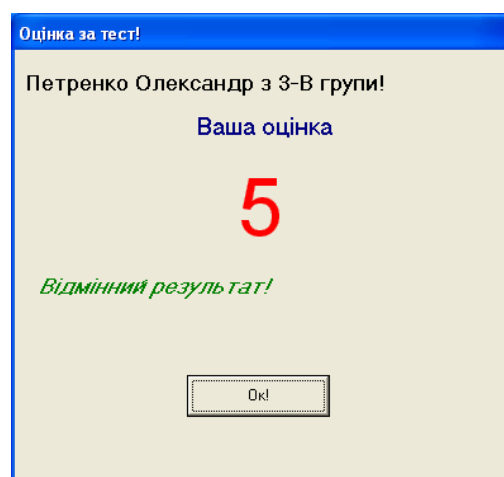 Оцінка за тест!
Петренко Олександр з 3-В групи!
Ваша оцінка
5
Відмінний результат!
Ок!